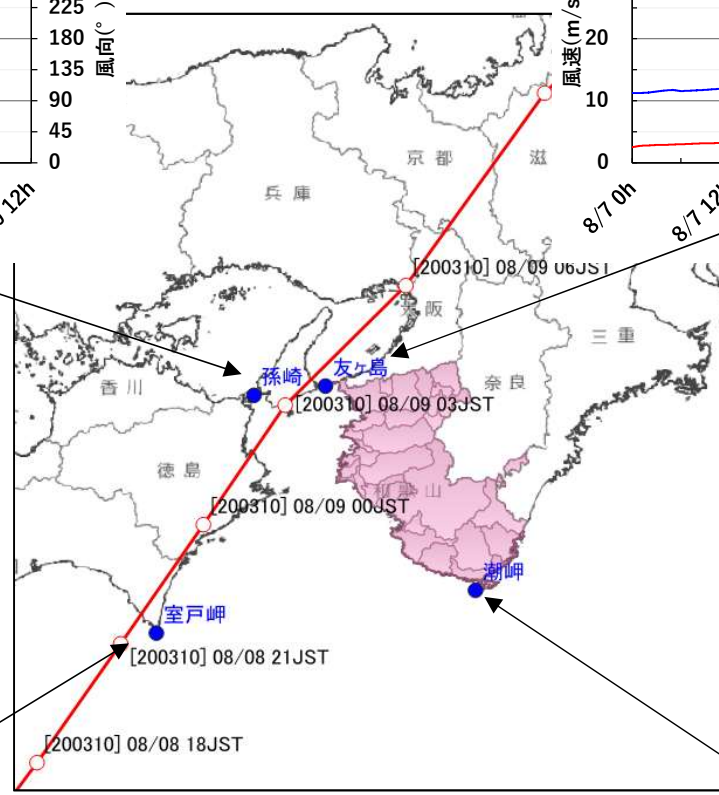 225
180
135
90
45
0
風向(°)
12h
風速(m/s
20
10
0
8/7 0h
8/7 12
京都
滋
兵庫
[200310] 08/09 06JST
大阪
三重
友ヶ島
孫崎
奈良
香川
[200310] 08/09 03JST
徳島
和歌山
[200310] 08/09 00JST
潮岬
室戸岬
[200310] 08/08 21JST
[200310] 08/08 18JST